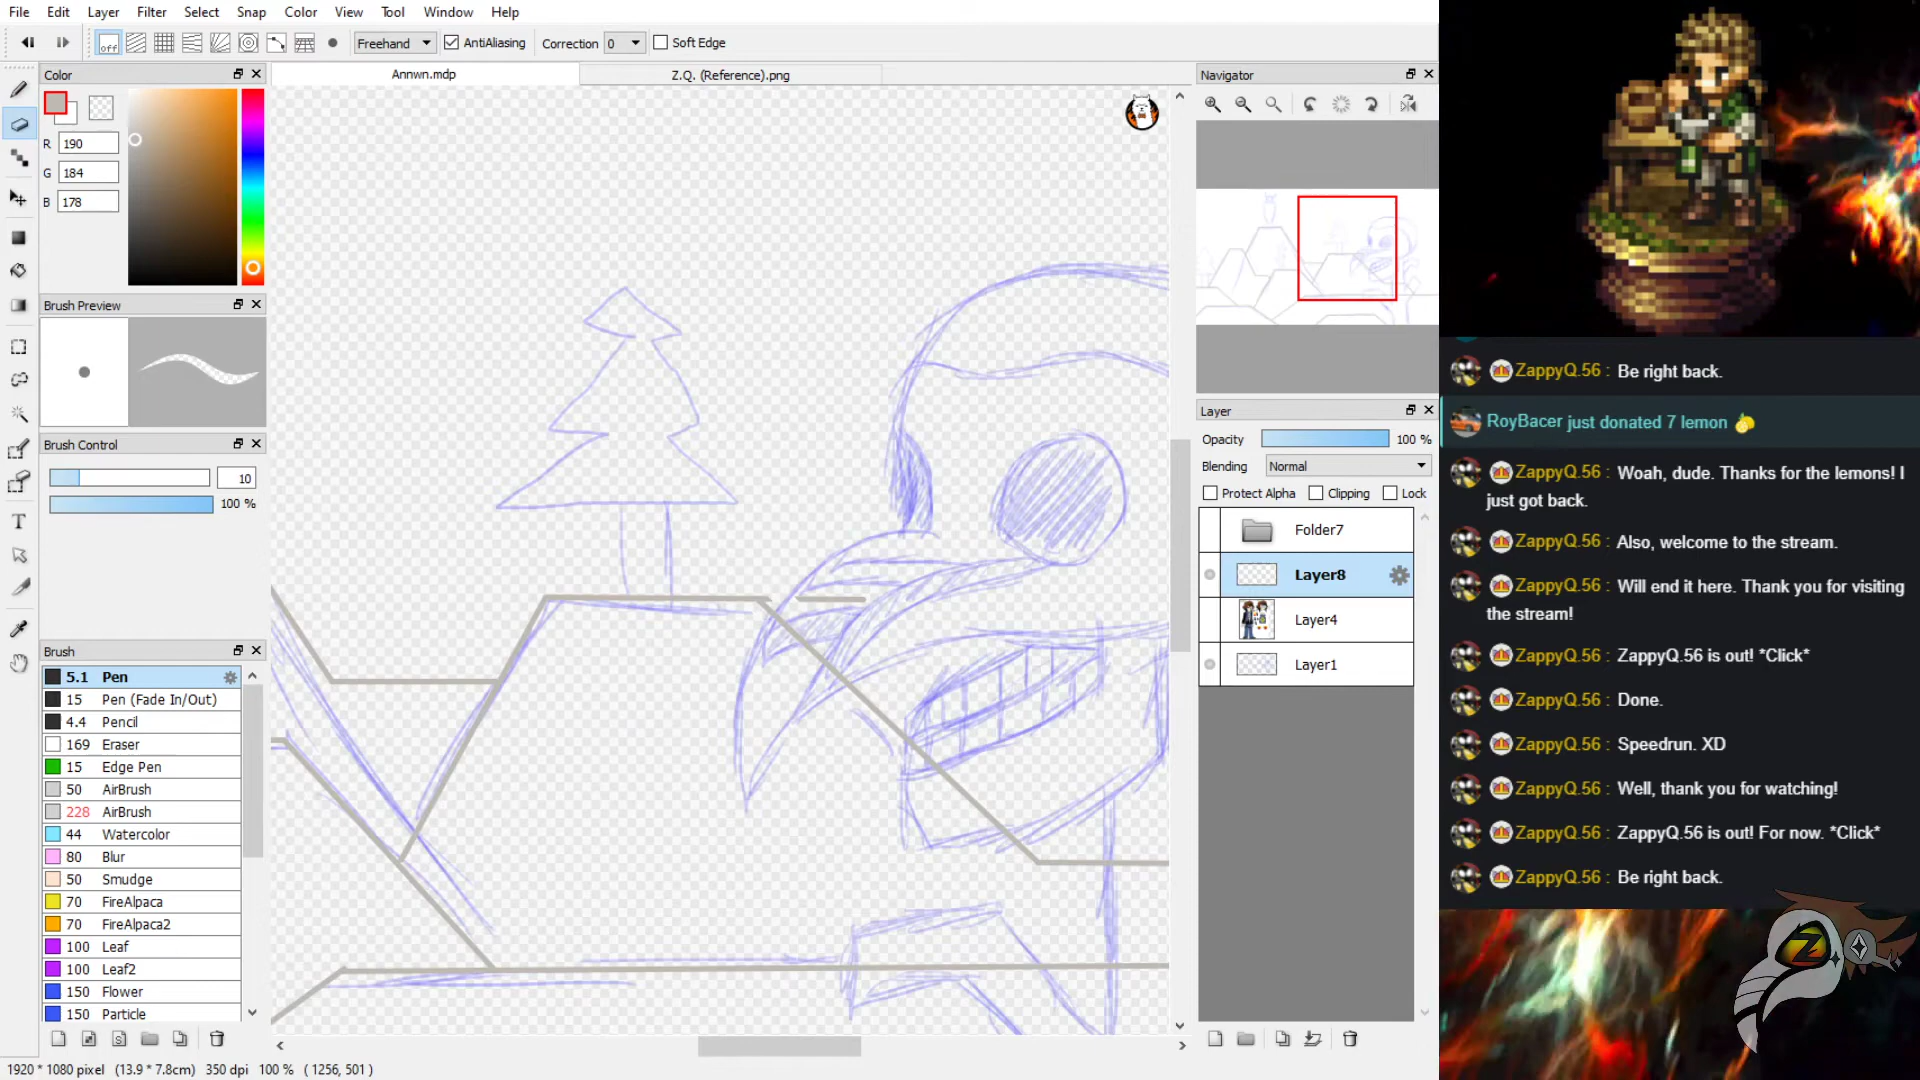 File Edit Layer Filter Select Snap Color View Tool Window Help
off Freehand AntiAliasing Correction 0 Soft Edge
Color
Annwn.mdp
Z.Q. (Reference).png
Navigator
R 190
G 184
B 178
Brush Preview
Brush Control
10
100 %
Brush
5.1 Pen
15 Pen (Fade In/Out)
4.4 Pencil
169 Eraser
15 Edge Pen
50 AirBrush
228 AirBrush
44 Watercolor
80 Blur
50 Smudge
70 FireAlpaca
70 FireAlpaca2
100 Leaf
100 Leaf2
150 Flower
150 Particle
1920 * 1080 pixel (13.9 * 7.8cm) 350 dpi 100 % ( 1256, 501 )
Layer
Opacity 100 %
Blending Normal
Protect Alpha Clipping Lock
Folder7
Layer8
Layer4
Layer1
ZappyQ.56 : Be right back.
RoyBacer just donated 7 lemon
ZappyQ.56 : Woah, dude. Thanks for the lemons! I
just got back.
ZappyQ.56 : Also, welcome to the stream.
ZappyQ.56 : Will end it here. Thank you for visiting
the stream!
ZappyQ.56 : ZappyQ.56 is out! *Click*
ZappyQ.56 : Done.
ZappyQ.56 : Speedrun. XD
ZappyQ.56 : Well, thank you for watching!
ZappyQ.56 : ZappyQ.56 is out! For now. *Click*
ZappyQ.56 : Be right back.
Z